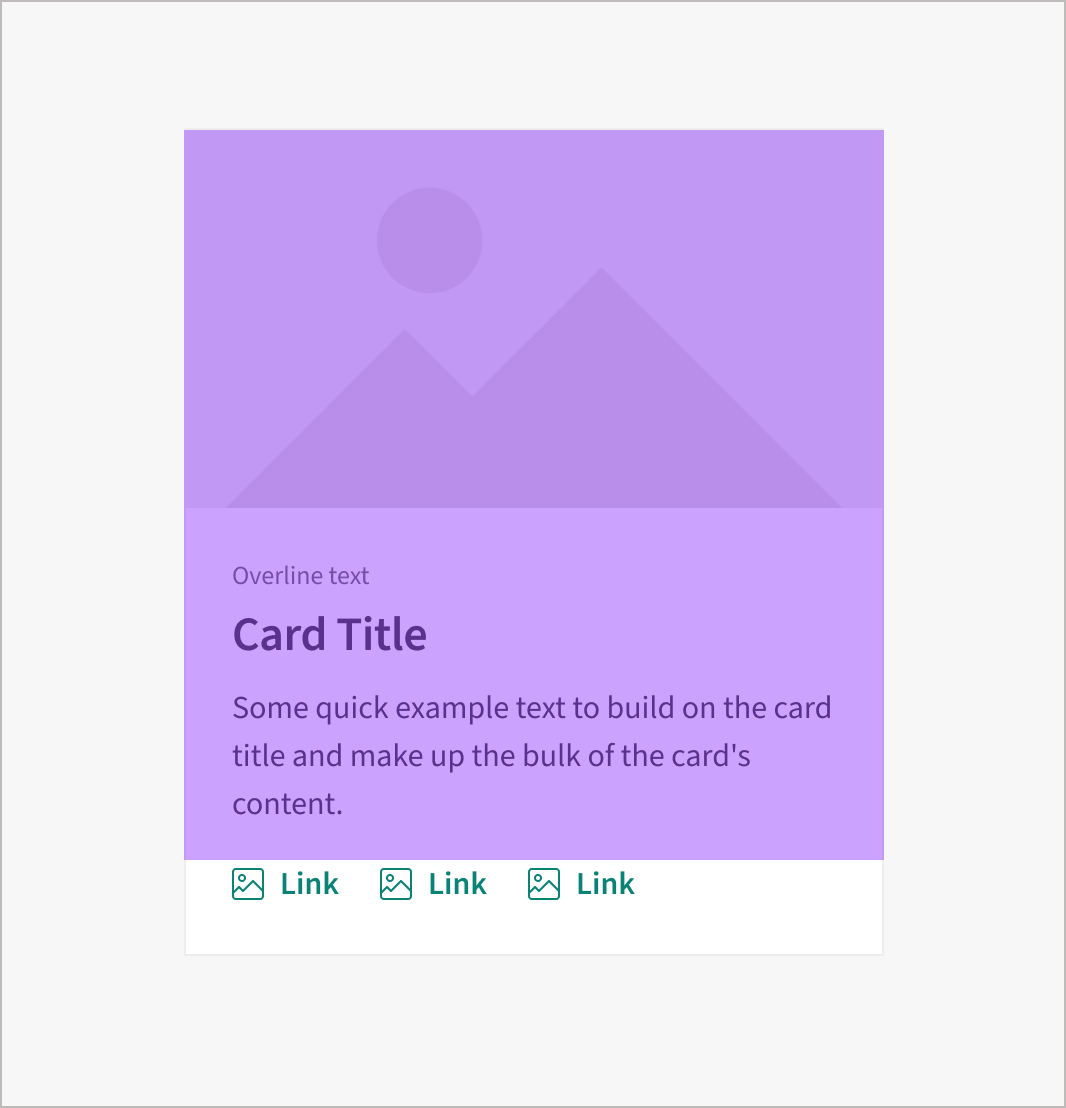 Overline text
Card Title
Some quick example text to build on the card
title and make up the bulk of the card's
content.
Link Link Link